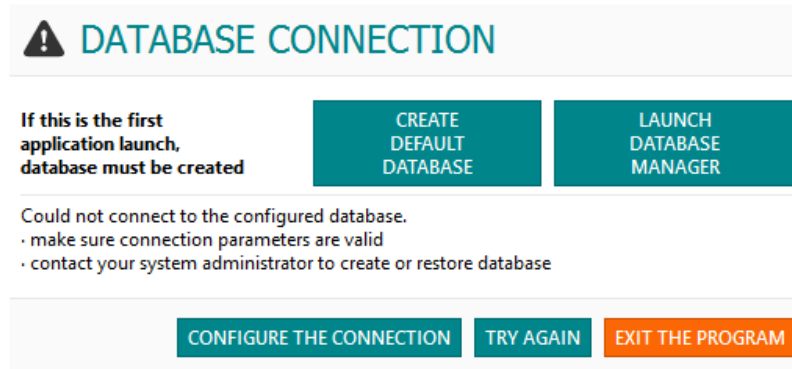 DATABASE CONNECTION
If this is the first
application launch,
database must be created
CREATE
DEFAULT
DATABASE
LAUNCH
DATABASE
MANAGER
Could not connect to the configured database.
· make sure connection parameters are valid
· contact your system administrator to create or restore database
CONFIGURE THE CONNECTION
TRY AGAIN
EXIT THE PROGRAM